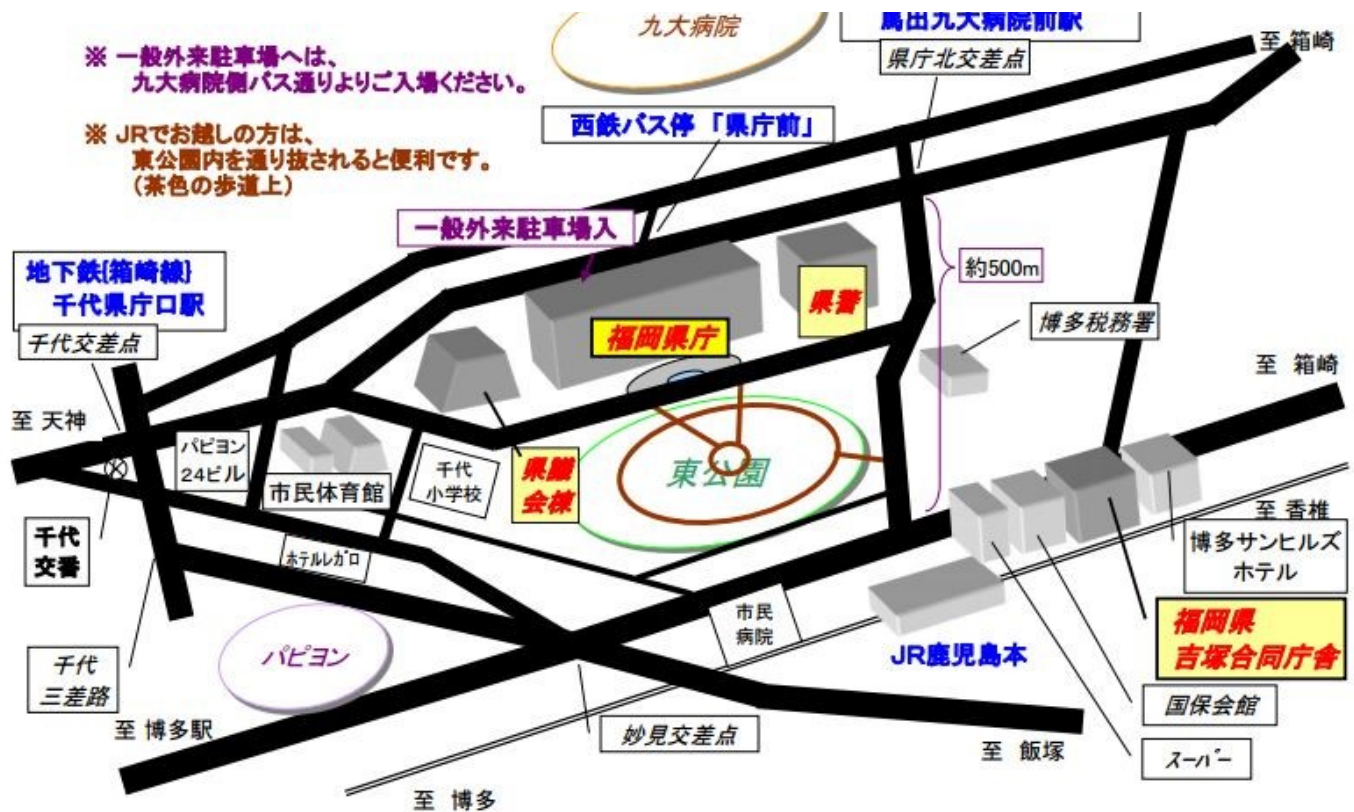 九大病院
馬出九大病院前駅
県庁北交差点
至 箱崎
※ 一般外来駐車場へは、
九大病院側バス通りよりご入場ください。
※ JRでお越しの方は、
東公園内を通り抜されると便利です。
(茶色の歩道上)
西鉄バス停 「県庁前」
一般外来駐車場入
地下鉄{箱崎線}
千代県庁口駅
千代交差点
県警
約500m
福岡県庁
博多税務署
至 箱崎
至 天神
パピヨン
24ビル
市民体育館
千代
小学校
県議
会棟
東公園
千代
交番
ホテルレガロ
至 香椎
博多サンヒルズ
ホテル
市民
病院
福岡県
吉塚合同庁舎
JR鹿児島本
パピヨン
千代
三差路
国保会館
至 博多駅
妙見交差点
至 飯塚
スーパー
至 博多